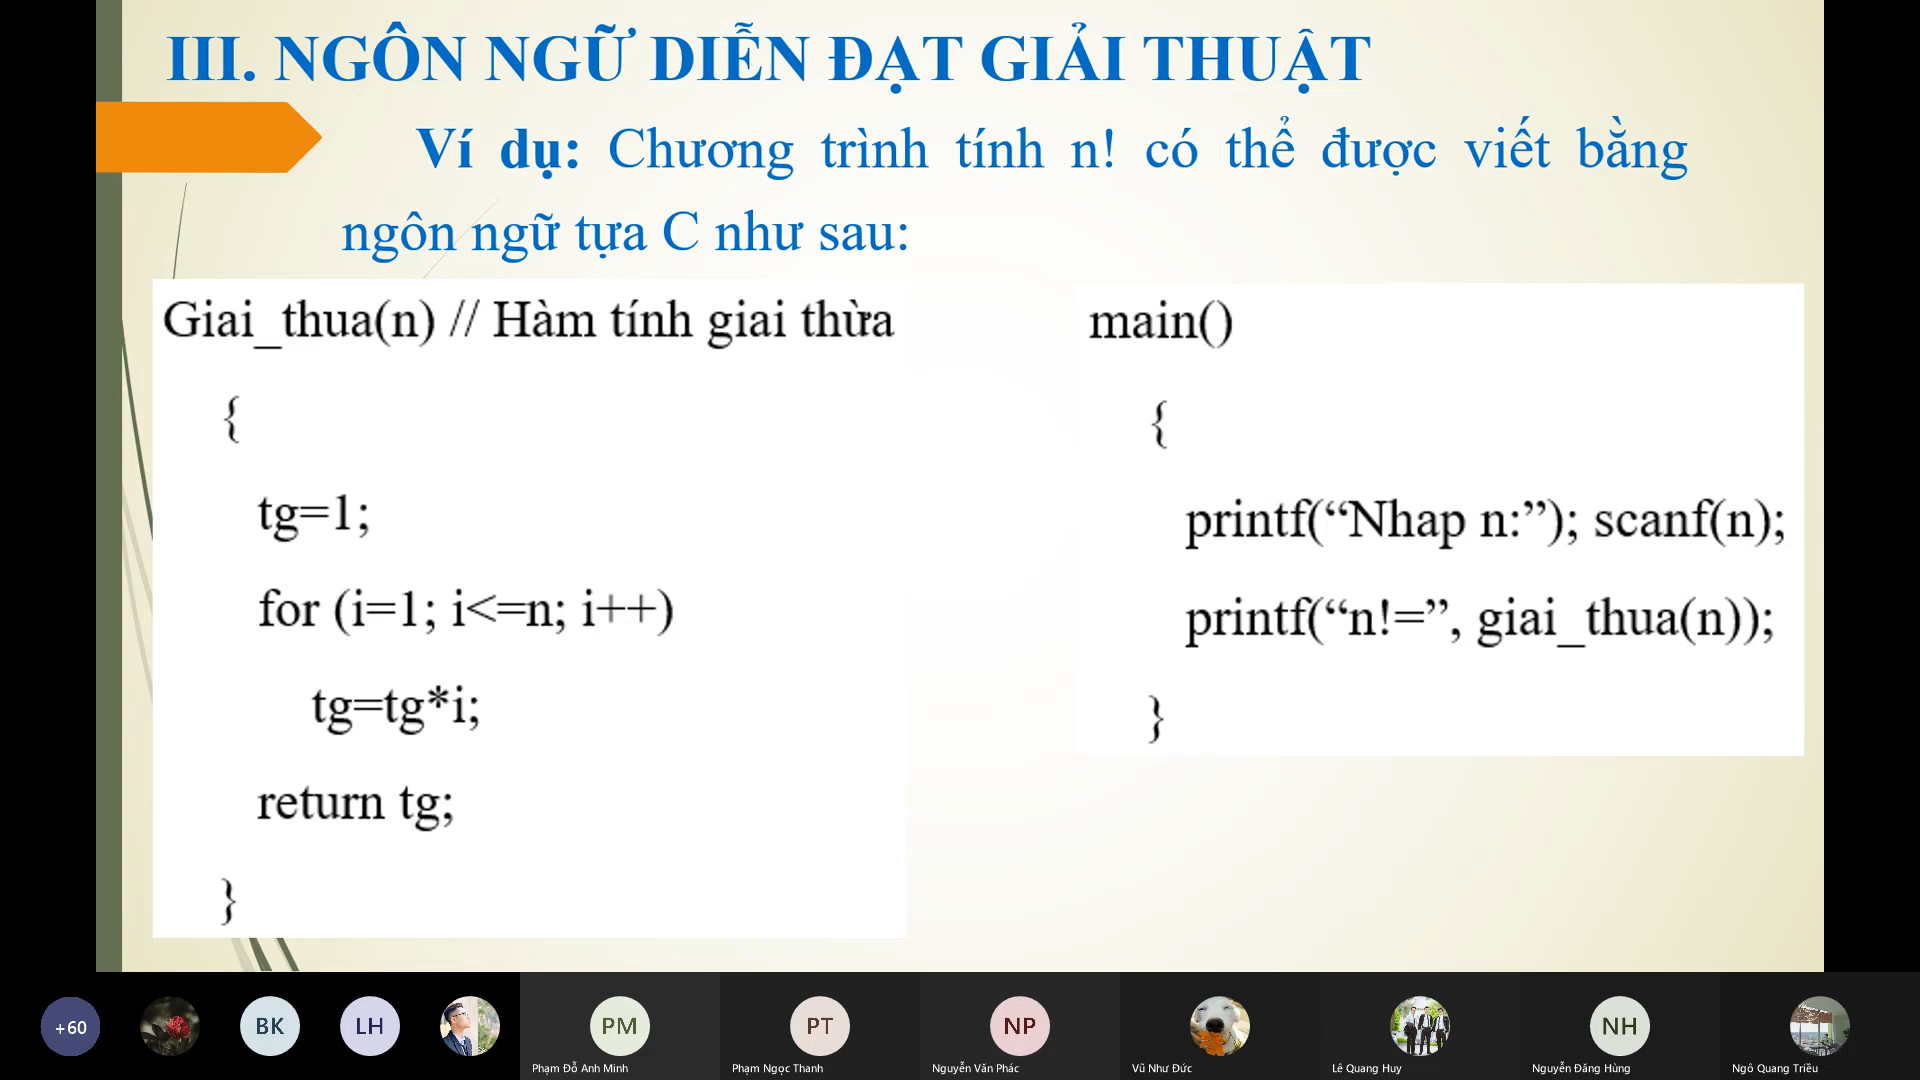 III. NGÔN NGỮ DIỄN ĐẠT GIẢI THUẬT
Ví dụ: Chương trình tính n! có thể được viết bằng
ngôn ngữ tựa C như sau:
Giai_thua(n) // Hàm tính giai thừa
{
tg=1;
for (i=1; i<=n; i++)
tg=tg*i;
return tg;
}
main()
{
printf(“Nhap n:”); scanf(n);
printf(“n!=”, giai_thua(n));
}
+60
BK
LH
PM
Phạm Đỗ Anh Minh
PT
Phạm Ngọc Thanh
NP
Nguyễn Văn Phác
Vũ Như Đức
Lê Quang Huy
NH
Nguyễn Đăng Hùng
Ngô Quang Triều